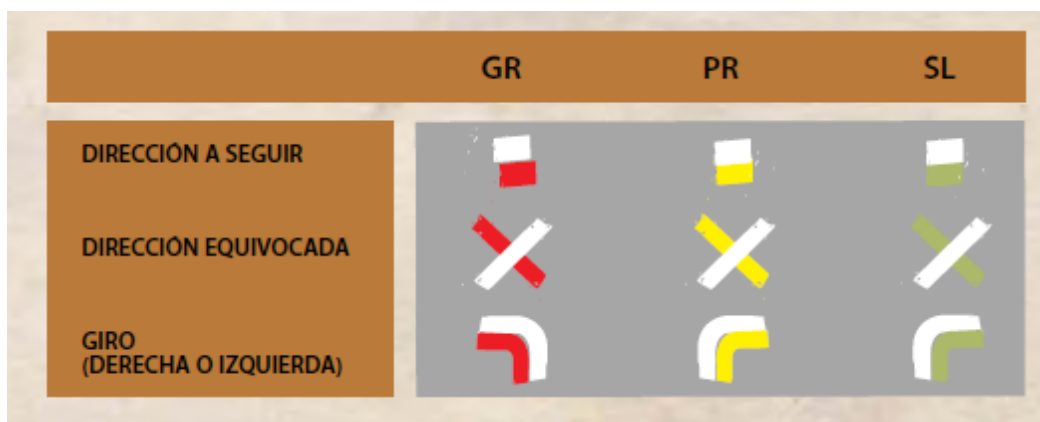 GR PR SL
DIRECCIÓN A SEGUIR
DIRECCIÓN EQUIVOCADA
GIRO
(DERECHA O IZQUIERDA)